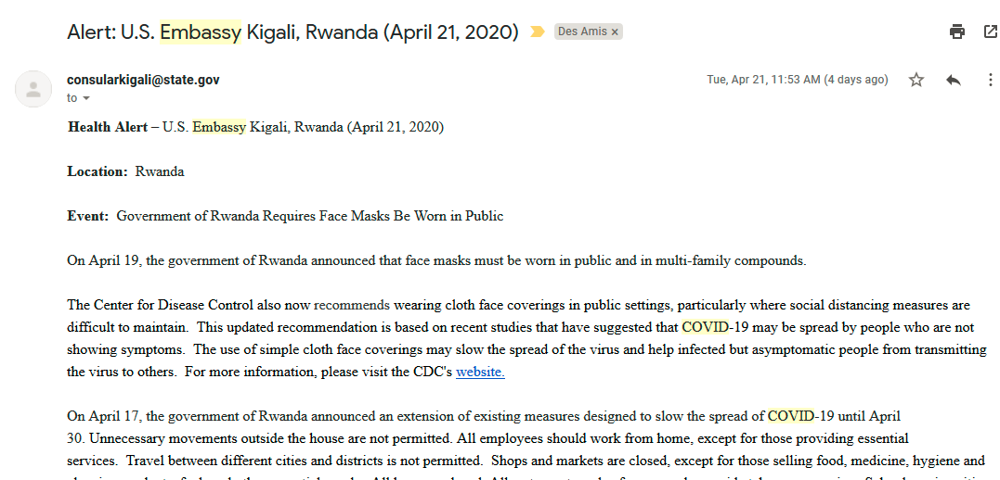 Alert: U.S. Embassy Kigali, Rwanda (April 21, 2020)
Des Amis ×
consularkigali@state.gov
Tue, Apr 21, 11:53 AM (4 days ago)
to
Health Alert – U.S. Embassy Kigali, Rwanda (April 21, 2020)
Location:  Rwanda
Event:  Government of Rwanda Requires Face Masks Be Worn in Public
On April 19, the government of Rwanda announced that face masks must be worn in public and in multi-family compounds.
The Center for Disease Control also now recommends wearing cloth face coverings in public settings, particularly where social distancing measures are
difficult to maintain.  This updated recommendation is based on recent studies that have suggested that COVID-19 may be spread by people who are not
showing symptoms.  The use of simple cloth face coverings may slow the spread of the virus and help infected but asymptomatic people from transmitting
the virus to others.  For more information, please visit the CDC's website.
On April 17, the government of Rwanda announced an extension of existing measures designed to slow the spread of COVID-19 until April
30. Unnecessary movements outside the house are not permitted. All employees should work from home, except for those providing essential
services.  Travel between different cities and districts is not permitted.  Shops and markets are closed, except for those selling food, medicine, hygiene and